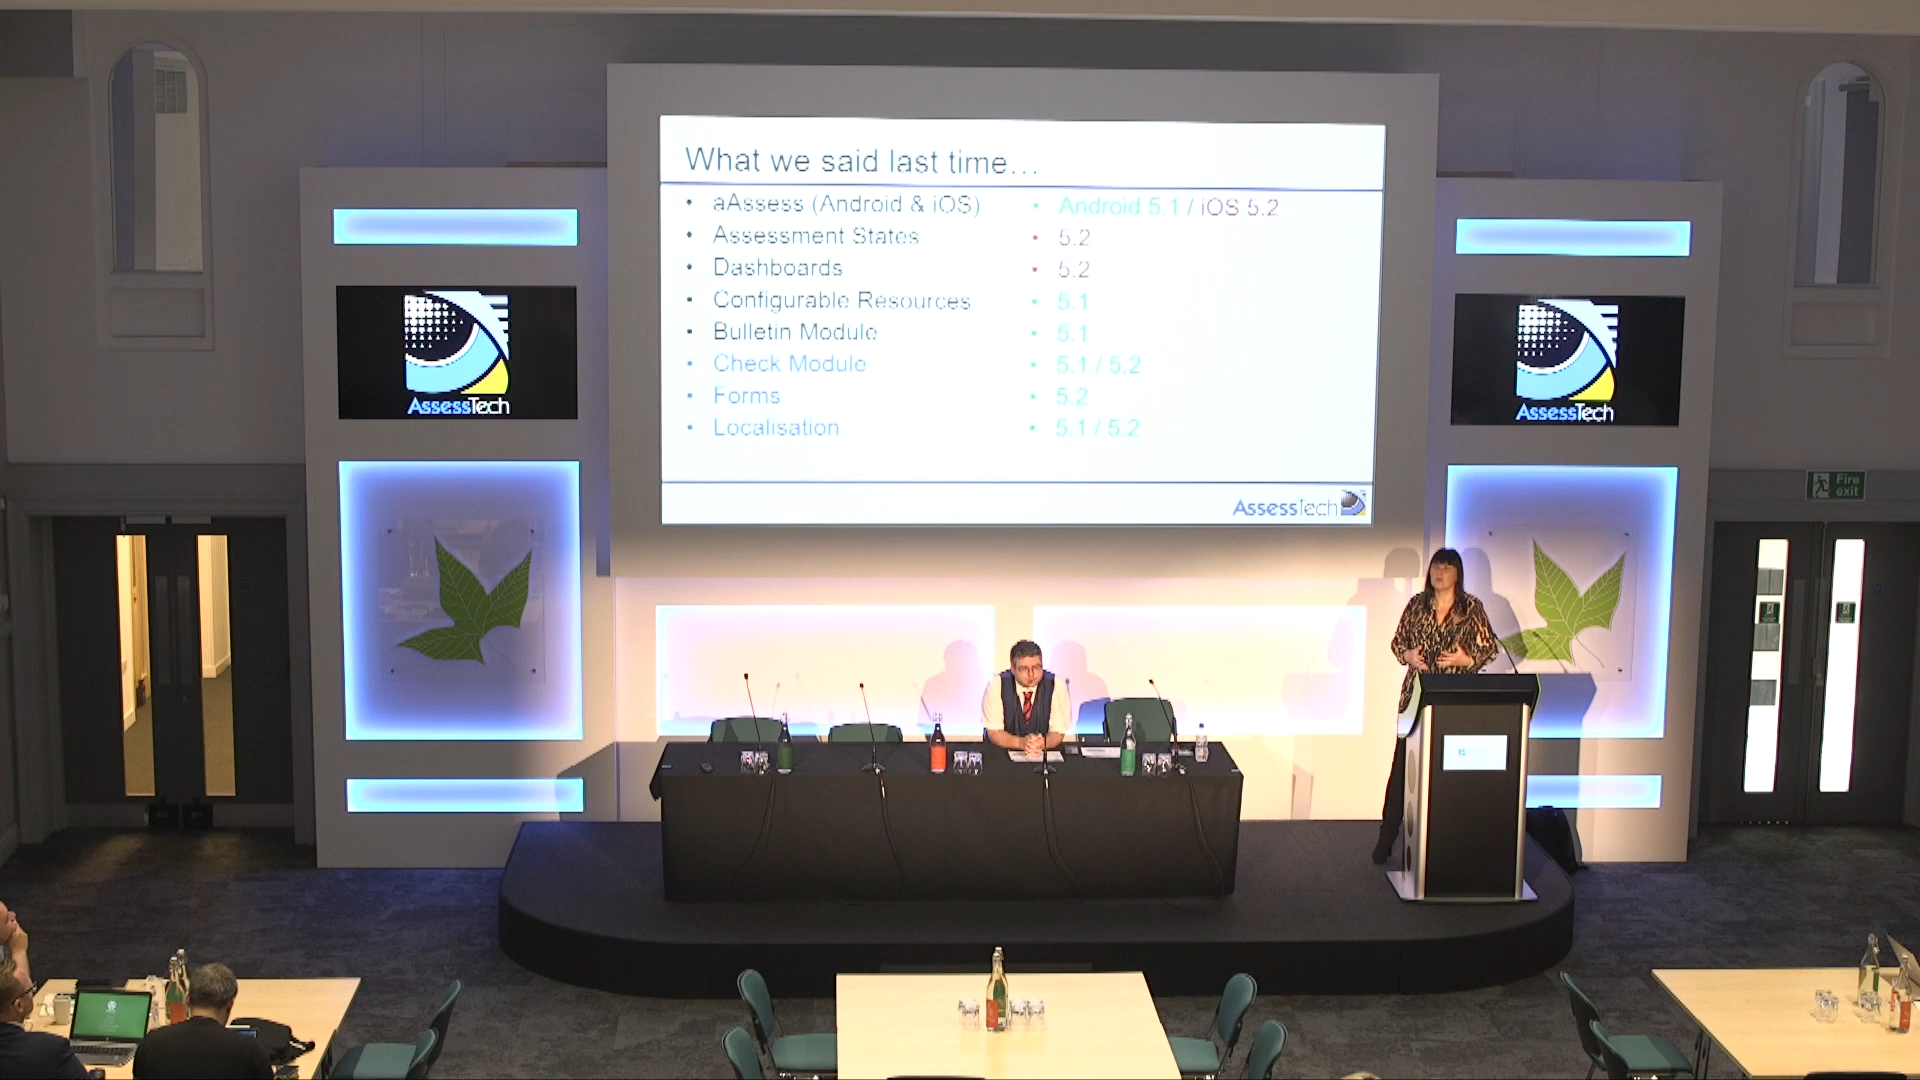 What we said last time...
• aAssess (Android & iOS) • Android 5.1 / iOS 5.2
• Assessment States • 5.2
• Dashboards • 5.2
• Configurable Resources • 5.1
• Bulletin Module • 5.1
• Check Module • 5.1 / 5.2
• Forms • 5.2
• Localisation • 5.1 / 5.2
AssessTech
AssessTech
AssessTech
Fire
exit